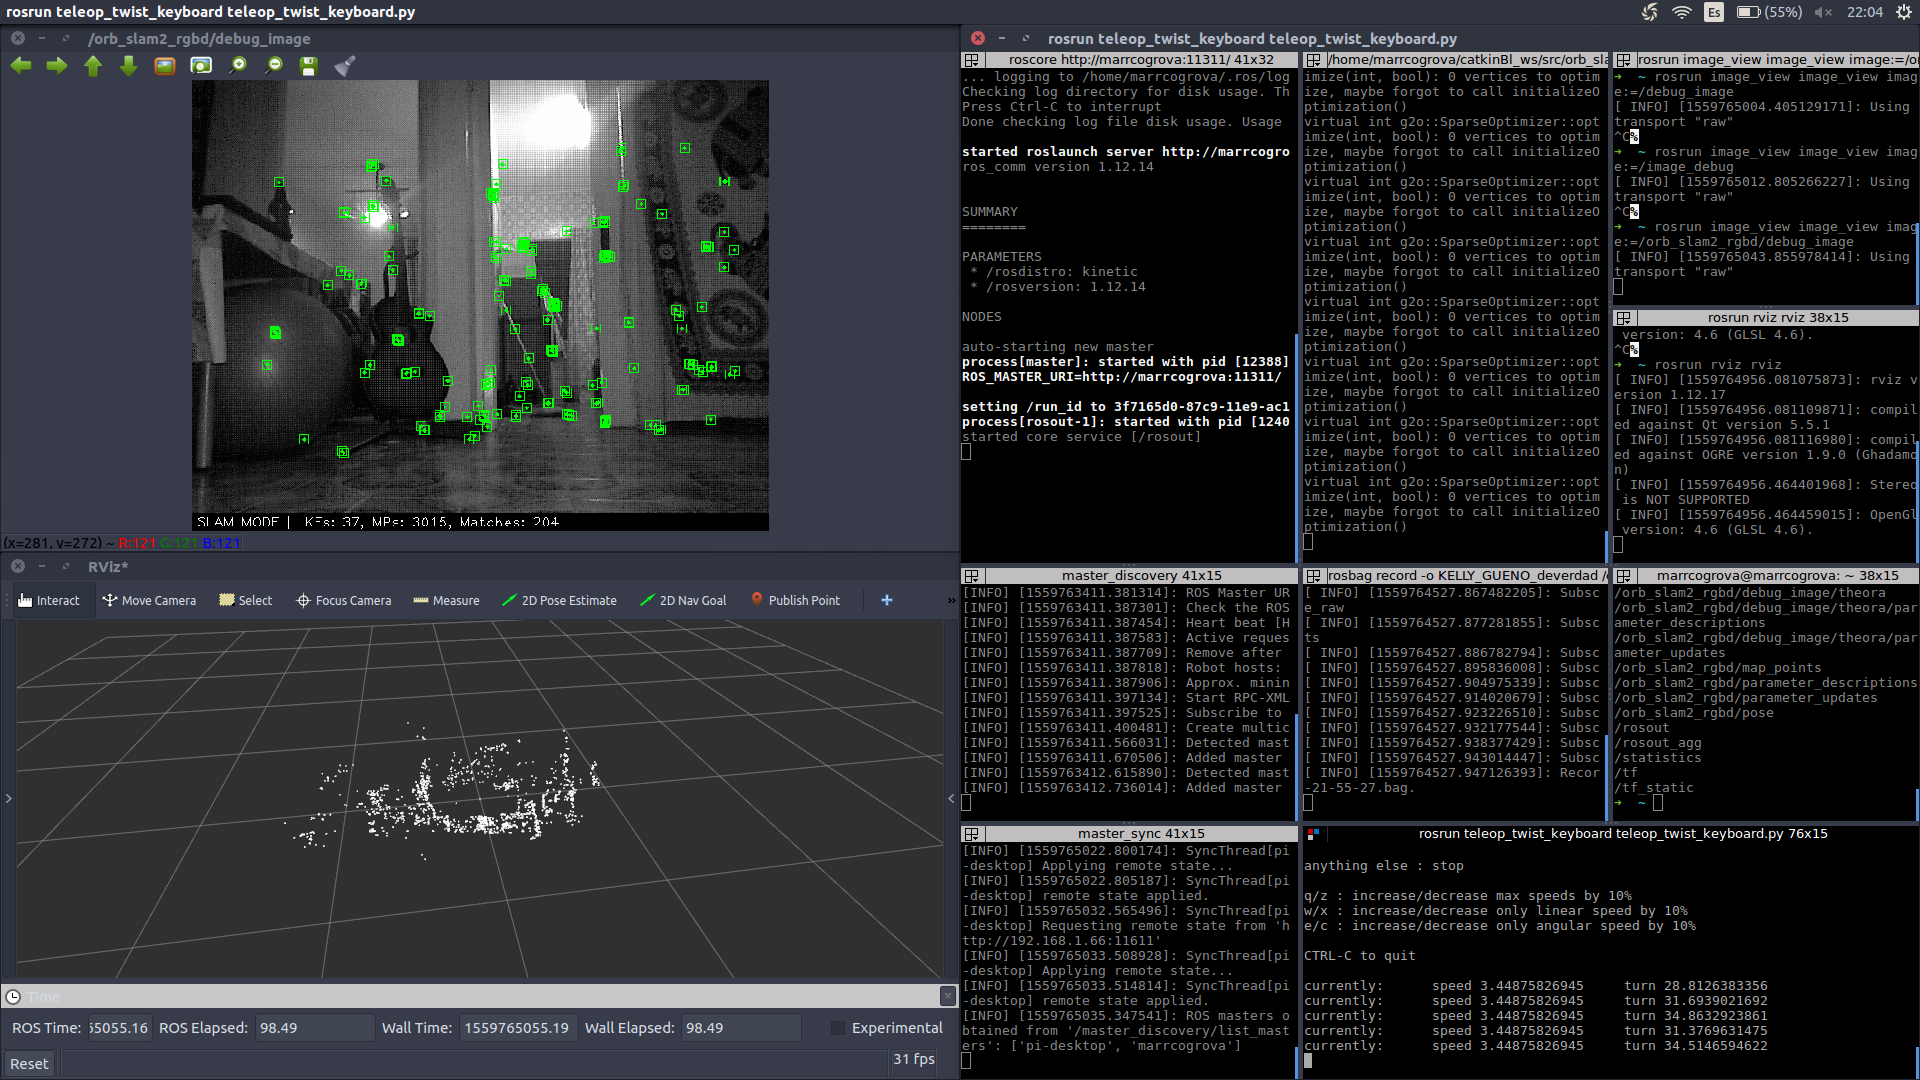 rosrun teleop_twist_keyboard teleop_twist_keyboard.py
Es
(55%)
22:04
/orb_slam2_rgbd/debug_image
SLAM MODE | KFs: 37, MPs: 3015, Matches: 204
(x=281, y=272) ~ R:121 G:121 B:121
RViz*
Interact
Move Camera
Select
Focus Camera
Measure
2D Pose Estimate
2D Nav Goal
Publish Point
»
Time
ROS Time:
55055.16
ROS Elapsed:
98.49
Wall Time:
1559765055.19
Wall Elapsed:
98.49
Experimental
Reset
31 fps
rosrun teleop_twist_keyboard teleop_twist_keyboard.py
roscore http://marrcogrova:11311/ 41x32
... logging to /home/marrcogrova/.ros/log
Checking log directory for disk usage. Th
Press Ctrl-C to interrupt
Done checking log file disk usage. Usage
started roslaunch server http://marrcogro
ros_comm version 1.12.14
SUMMARY
========
PARAMETERS
* /rosdistro: kinetic
* /rosversion: 1.12.14
NODES
auto-starting new master
process[master]: started with pid [12388]
ROS_MASTER_URI=http://marrcogrova:11311/
setting /run_id to 3f7165d0-87c9-11e9-ac1
process[rosout-1]: started with pid [1240
started core service [/rosout]
/home/marrcogrova/catkinBl_ws/src/orb_sla
imize(int, bool): 0 vertices to optim
ize, maybe forgot to call initializeO
ptimization()
virtual int g2o::SparseOptimizer::opt
imize(int, bool): 0 vertices to optim
ize, maybe forgot to call initializeO
ptimization()
virtual int g2o::SparseOptimizer::opt
imize(int, bool): 0 vertices to optim
ize, maybe forgot to call initializeO
ptimization()
virtual int g2o::SparseOptimizer::opt
imize(int, bool): 0 vertices to optim
ize, maybe forgot to call initializeO
ptimization()
virtual int g2o::SparseOptimizer::opt
imize(int, bool): 0 vertices to optim
ize, maybe forgot to call initializeO
ptimization()
virtual int g2o::SparseOptimizer::opt
imize(int, bool): 0 vertices to optim
ize, maybe forgot to call initializeO
ptimization()
virtual int g2o::SparseOptimizer::opt
imize(int, bool): 0 vertices to optim
ize, maybe forgot to call initializeO
ptimization()
virtual int g2o::SparseOptimizer::opt
imize(int, bool): 0 vertices to optim
ize, maybe forgot to call initializeO
ptimization()
rosrun image_view image_view image:=/or
➜ ~ rosrun image_view image_view imag
e:=/debug_image
[ INFO] [1559765004.405129171]: Using
transport "raw"
^C%
➜ ~ rosrun image_view image_view imag
e:=/image_debug
[ INFO] [1559765012.805266227]: Using
transport "raw"
^C%
➜ ~ rosrun image_view image_view imag
e:=/orb_slam2_rgbd/debug_image
[ INFO] [1559765043.855978414]: Using
transport "raw"
rosrun rviz rviz 38x15
version: 4.6 (GLSL 4.6).
^C%
➜ ~ rosrun rviz rviz
[ INFO] [1559764956.081075873]: rviz v
ersion 1.12.17
[ INFO] [1559764956.081109871]: compil
ed against Qt version 5.5.1
[ INFO] [1559764956.081116980]: compil
ed against OGRE version 1.9.0 (Ghadamo
n)
[ INFO] [1559764956.464401968]: Stereo
is NOT SUPPORTED
[ INFO] [1559764956.464459015]: OpenGl
version: 4.6 (GLSL 4.6).
master_discovery 41x15
[INFO] [1559763411.381314]: ROS Master UR
[INFO] [1559763411.387301]: Check the ROS
[INFO] [1559763411.387454]: Heart beat [H
[INFO] [1559763411.387583]: Active reques
[INFO] [1559763411.387709]: Remove after
[INFO] [1559763411.387818]: Robot hosts:
[INFO] [1559763411.387906]: Approx. minin
[INFO] [1559763411.397134]: Start RPC-XML
[INFO] [1559763411.397525]: Subscribe to
[INFO] [1559763411.400481]: Create multic
[INFO] [1559763411.566031]: Detected mast
[INFO] [1559763411.670506]: Added master
[INFO] [1559763412.615890]: Detected mast
[INFO] [1559763412.736014]: Added master
rosbag record -o KELLY_GUENO_deverdad /c
[ INFO] [1559764527.867482205]: Subsc
e_raw
[ INFO] [1559764527.877281855]: Subsc
ts
[ INFO] [1559764527.886782794]: Subsc
[ INFO] [1559764527.895836008]: Subsc
[ INFO] [1559764527.904975339]: Subsc
[ INFO] [1559764527.914020679]: Subsc
[ INFO] [1559764527.923226510]: Subsc
[ INFO] [1559764527.932177544]: Subsc
[ INFO] [1559764527.938377429]: Subsc
[ INFO] [1559764527.943014447]: Subsc
[ INFO] [1559764527.947126393]: Recor
-21-55-27.bag.
marrcogrova@marrcogrova: ~ 38x15
/orb_slam2_rgbd/debug_image/theora
/orb_slam2_rgbd/debug_image/theora/par
ameter_descriptions
/orb_slam2_rgbd/debug_image/theora/par
ameter_updates
/orb_slam2_rgbd/map_points
/orb_slam2_rgbd/parameter_descriptions
/orb_slam2_rgbd/parameter_updates
/orb_slam2_rgbd/pose
/rosout
/rosout_agg
/statistics
/tf
/tf_static
➜ ~
master_sync 41x15
[INFO] [1559765022.800174]: SyncThread[pi
-desktop] Applying remote state...
[INFO] [1559765022.805187]: SyncThread[pi
-desktop] remote state applied.
[INFO] [1559765032.565496]: SyncThread[pi
-desktop] Requesting remote state from 'h
ttp://192.168.1.66:11611'
[INFO] [1559765033.508928]: SyncThread[pi
-desktop] Applying remote state...
[INFO] [1559765033.514814]: SyncThread[pi
-desktop] remote state applied.
[INFO] [1559765035.347541]: ROS masters o
btained from '/master_discovery/list_mast
ers': ['pi-desktop', 'marrcogrova']
rosrun teleop_twist_keyboard teleop_twist_keyboard.py 76x15
anything else : stop
q/z : increase/decrease max speeds by 10%
w/x : increase/decrease only linear speed by 10%
e/c : increase/decrease only angular speed by 10%
CTRL-C to quit
currently: speed 3.44875826945 turn 28.8126383356
currently: speed 3.44875826945 turn 31.6939021692
currently: speed 3.44875826945 turn 34.8632923861
currently: speed 3.44875826945 turn 31.3769631475
currently: speed 3.44875826945 turn 34.5146594622